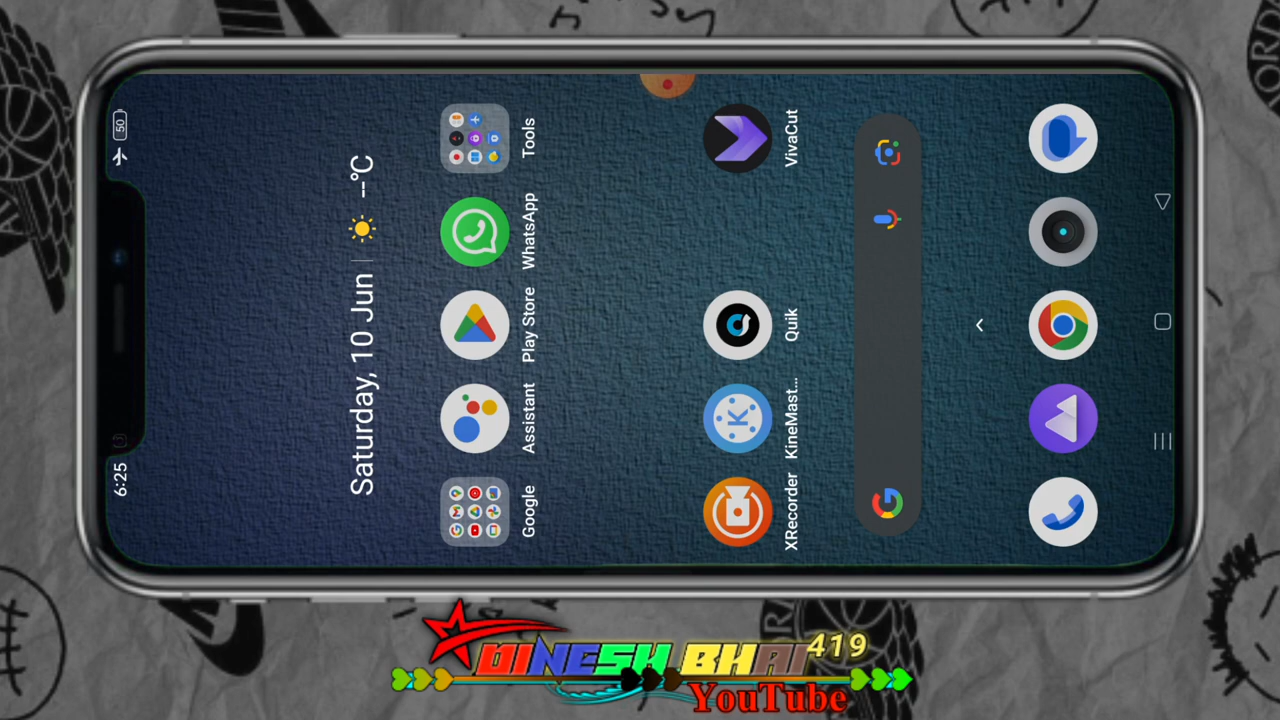 6:25
50
Saturday, 10 Jun | --°C
Google
Assistant
Play Store
WhatsApp
Tools
XRecorder
KineMast...
Quik
VivaCut
DINESH BHAI 419
YouTube